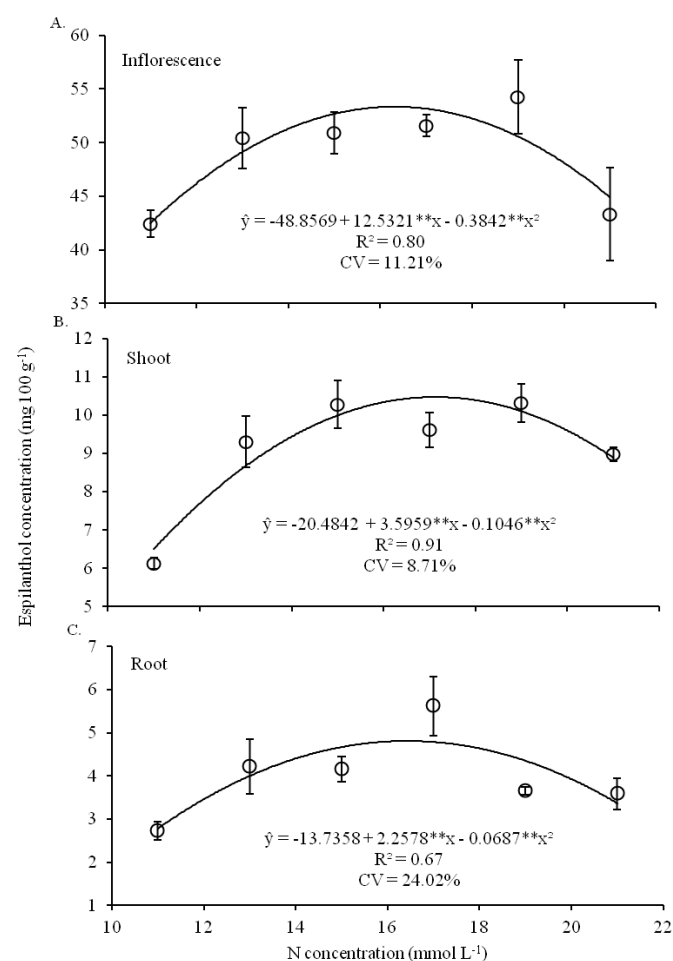 A.
60
55
50
45
40
35
Inflorescence
ŷ = -48.8569 + 12.5321**x - 0.3842**x²
R² = 0.80
CV = 11.21%
B.
12
11
10
9
8
7
6
5
Shoot
ŷ = -20.4842 + 3.5959**x - 0.1046**x²
R² = 0.91
CV = 8.71%
Espilanthol concentration (mg 100 g⁻¹)
C.
7
6
5
4
3
2
1
Root
ŷ = -13.7358 + 2.2578**x - 0.0687**x²
R² = 0.67
CV = 24.02%
10 12 14 16 18 20 22
N concentration (mmol L⁻¹)